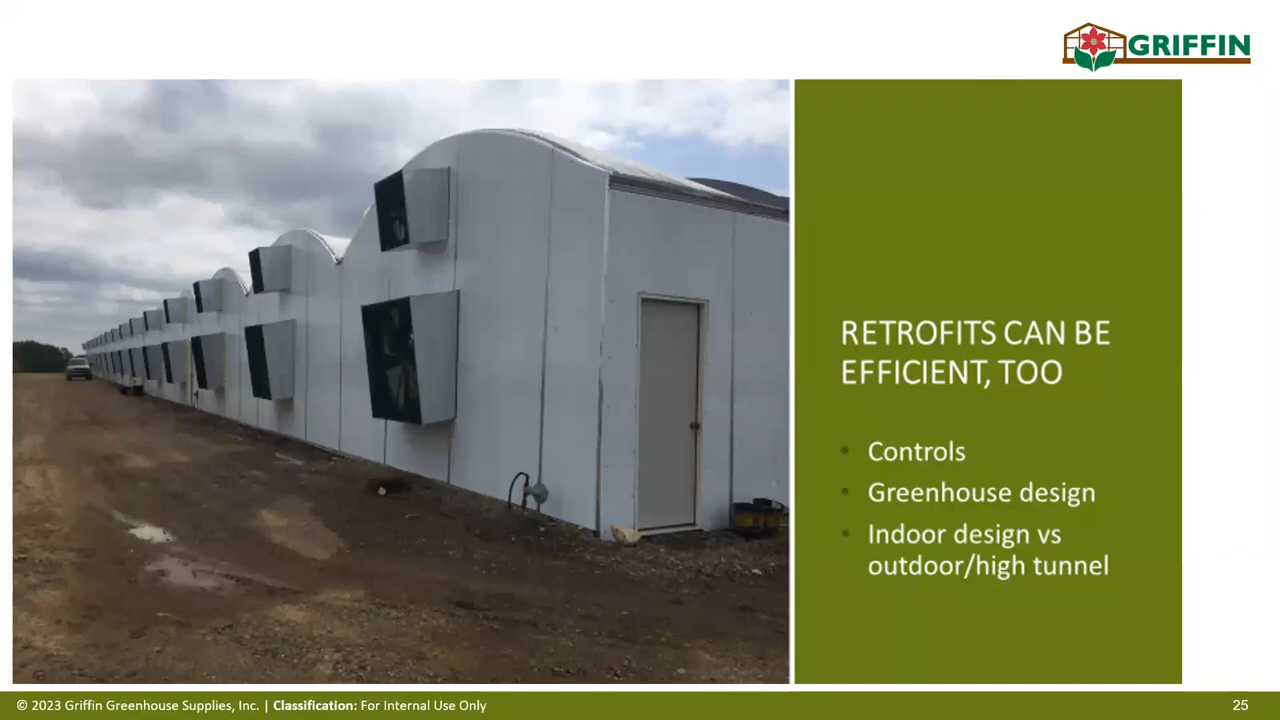 GRIFFIN
RETROFITS CAN BE
EFFICIENT, TOO
• Controls
• Greenhouse design
• Indoor design vs
outdoor/high tunnel
© 2023 Griffin Greenhouse Supplies, Inc. | Classification: For Internal Use Only
25